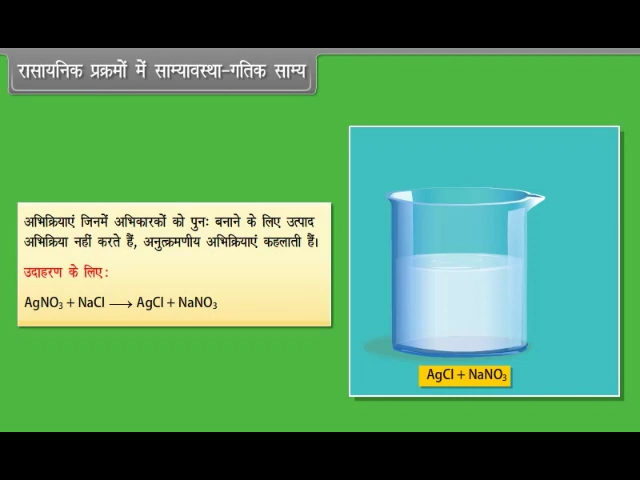 रासायनिक प्रक्रमों में साम्यावस्था-गतिक साम्य
अभिक्रियाएं जिनमें अभिकारकों को पुनः बनाने के लिए उत्पाद
अभिक्रिया नहीं करते हैं, अनुत्क्रमणीय अभिक्रियाएं कहलाती हैं।
उदाहरण के लिए:
AgNO₃ + NaCl ⟶ AgCl + NaNO₃
AgCl + NaNO₃